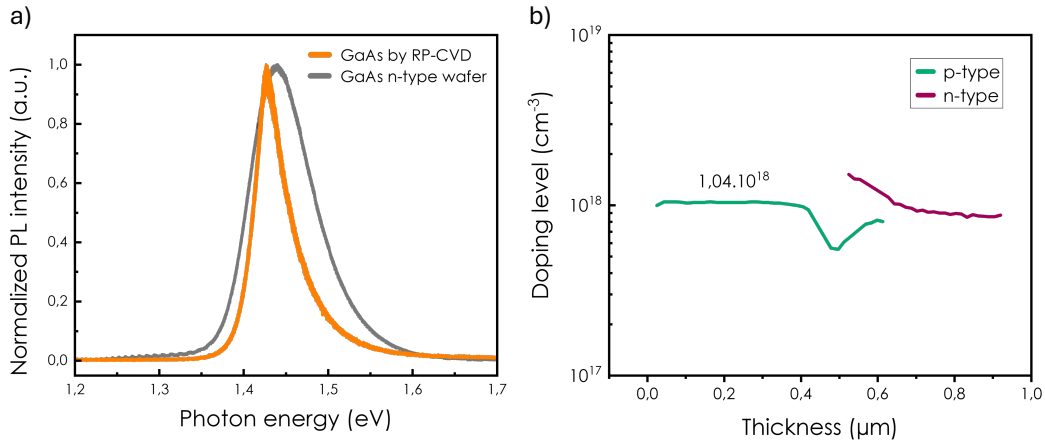 a)
GaAs by RP-CVD
GaAs n-type wafer
Normalized PL intensity (a.u.)
1,0
0,8
0,6
0,4
0,2
0,0
1,2 1,3 1,4 1,5 1,6 1,7
Photon energy (eV)
b)
p-type
n-type
1,04.10¹⁸
Doping level (cm⁻³)
10¹⁹
10¹⁸
10¹⁷
0,0 0,2 0,4 0,6 0,8 1,0
Thickness (µm)